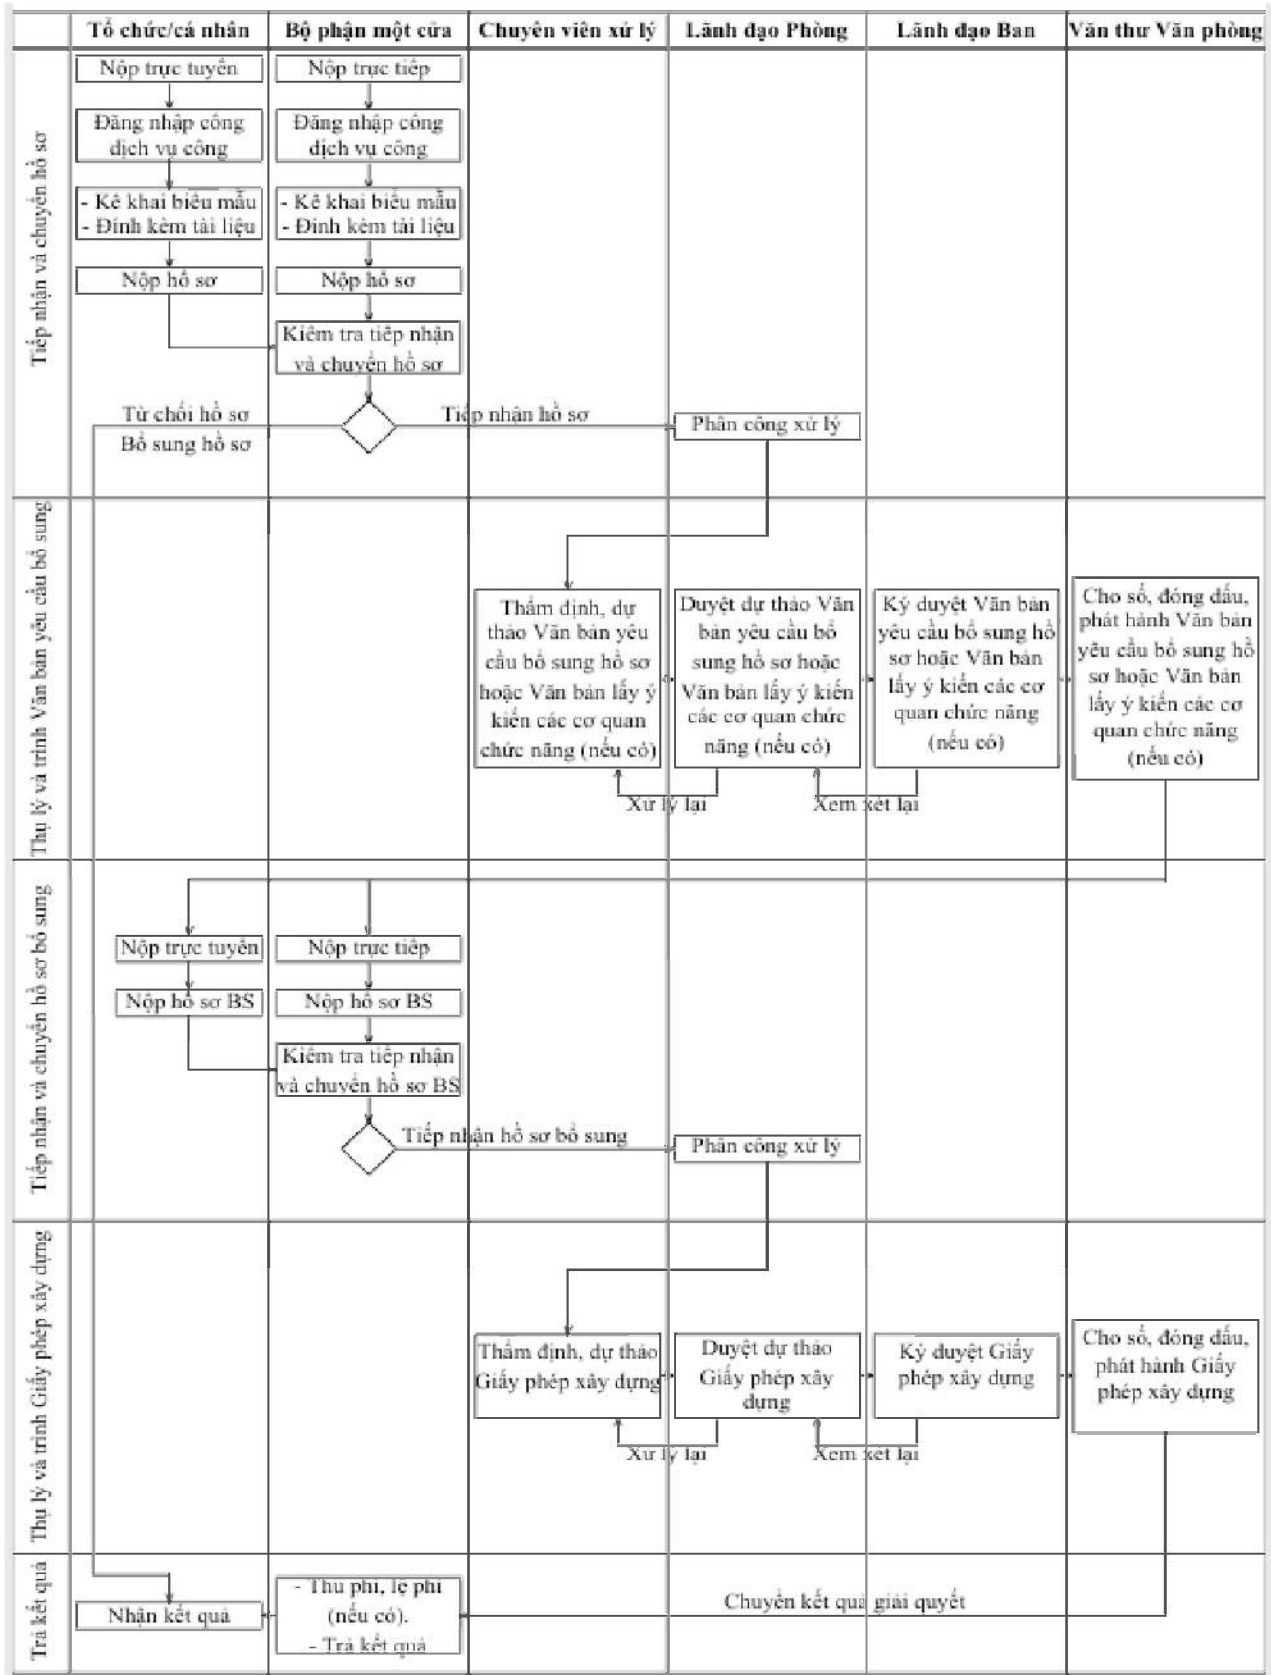 Tổ chức/cá nhân
Bộ phận một cửa
Chuyên viên xử lý
Lãnh đạo Phòng
Lãnh đạo Ban
Văn thư Văn phòng
Tiếp nhận và chuyển hồ sơ
Nộp trực tuyến
Nộp trực tiếp
Đăng nhập cổng
dịch vụ công
Đăng nhập cổng
dịch vụ công
- Kê khai biểu mẫu
- Đính kèm tài liệu
- Kê khai biểu mẫu
- Đính kèm tài liệu
Nộp hồ sơ
Nộp hồ sơ
Kiểm tra tiếp nhận
và chuyển hồ sơ
Từ chối hồ sơ
Bổ sung hồ sơ
Tiếp nhận hồ sơ
Phân công xử lý
Thụ lý và trình Văn bản yêu cầu bổ sung
Thẩm định, dự
thảo Văn bản yêu
cầu bổ sung hồ sơ
hoặc Văn bản lấy ý
kiến các cơ quan
chức năng (nếu có)
Duyệt dự thảo Văn
bản yêu cầu bổ
sung hồ sơ hoặc
Văn bản lấy ý kiến
các cơ quan chức
năng (nếu có)
Ký duyệt Văn bản
yêu cầu bổ sung hồ
sơ hoặc Văn bản
lấy ý kiến các cơ
quan chức năng
(nếu có)
Cho số, đóng dấu,
phát hành Văn bản
yêu cầu bổ sung hồ
sơ hoặc Văn bản
lấy ý kiến các cơ
quan chức năng
(nếu có)
Xử lý lại
Xem xét lại
Tiếp nhận và chuyển hồ sơ bổ sung
Nộp trực tuyến
Nộp trực tiếp
Nộp hồ sơ BS
Nộp hồ sơ BS
Kiểm tra tiếp nhận
và chuyển hồ sơ BS
Tiếp nhận hồ sơ bổ sung
Phân công xử lý
Thụ lý và trình Giấy phép xây dựng
Thẩm định, dự thảo
Giấy phép xây dựng
Duyệt dự thảo
Giấy phép xây
dựng
Ký duyệt Giấy
phép xây dựng
Cho số, đóng dấu,
phát hành Giấy
phép xây dựng
Xử lý lại
Xem xét lại
Trả kết quả
Nhận kết quả
- Thu phí, lệ phí
(nếu có).
- Trả kết quả
Chuyển kết quả giải quyết